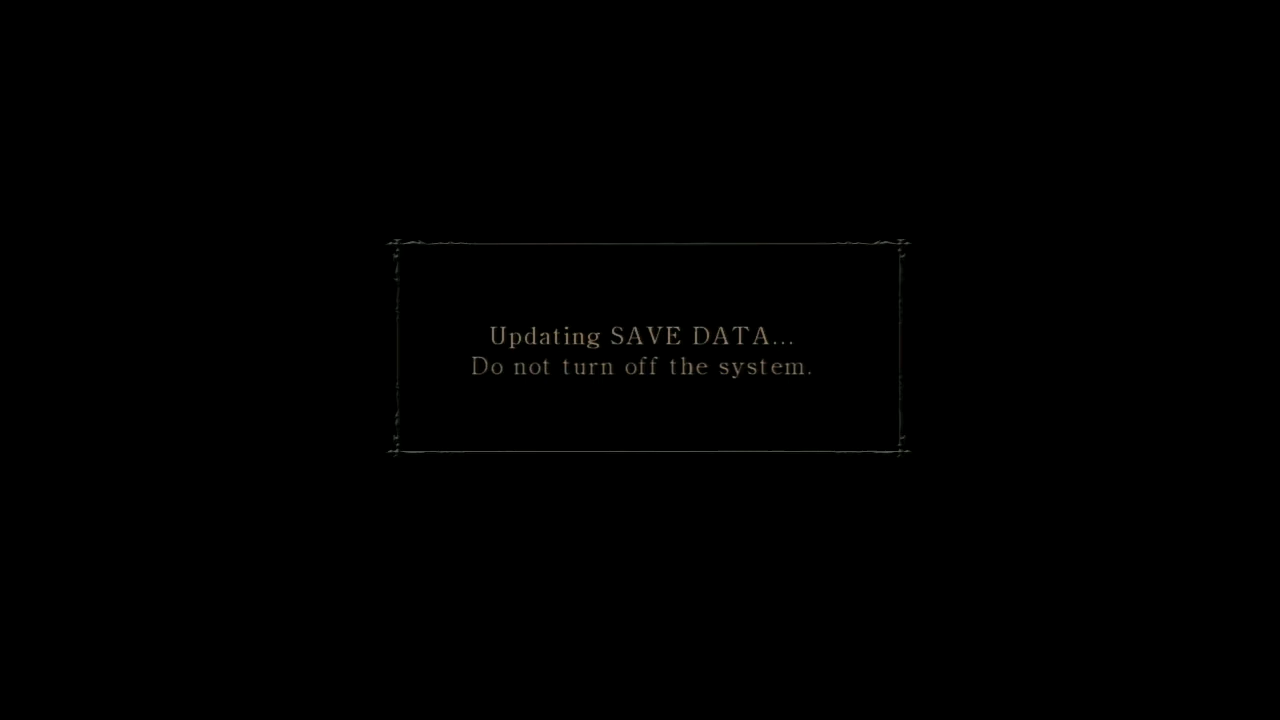 Updating SAVE DATA...
Do not turn off the system.